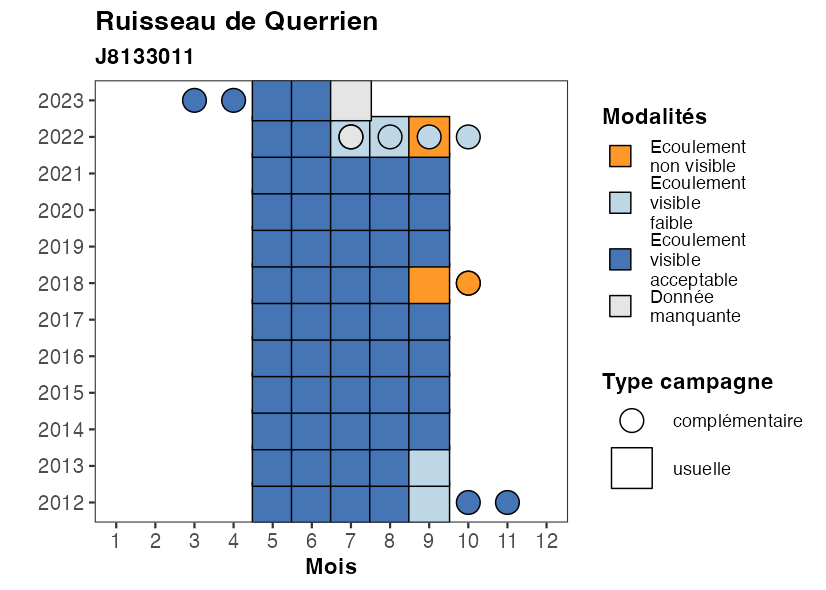 Ruisseau de Querrien
J8133011
2023
2022
2021
2020
2019
2018
2017
2016
2015
2014
2013
2012
1 2 3 4 5 6 7 8 9 10 11 12
Mois
Modalités
Ecoulement
non visible
Ecoulement
visible
faible
Ecoulement
visible
acceptable
Donnée
manquante
Type campagne
complémentaire
usuelle